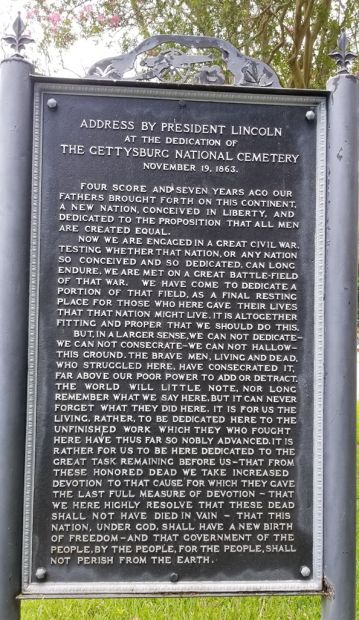 ADDRESS BY PRESIDENT LINCOLN
AT THE DEDICATION OF
THE GETTYSBURG NATIONAL CEMETERY
NOVEMBER 19, 1863.
FOUR SCORE AND SEVEN YEARS AGO OUR
FATHERS BROUGHT FORTH ON THIS CONTINENT,
A NEW NATION, CONCEIVED IN LIBERTY, AND
DEDICATED TO THE PROPOSITION THAT ALL MEN
ARE CREATED EQUAL.
NOW WE ARE ENGAGED IN A GREAT CIVIL WAR,
TESTING WHETHER THAT NATION, OR ANY NATION
SO CONCEIVED AND SO DEDICATED, CAN LONG
ENDURE. WE ARE MET ON A GREAT BATTLE-FIELD
OF THAT WAR. WE HAVE COME TO DEDICATE A
PORTION OF THAT FIELD, AS A FINAL RESTING
PLACE FOR THOSE WHO HERE GAVE THEIR LIVES
THAT THAT NATION MIGHT LIVE. IT IS ALTOGETHER
FITTING AND PROPER THAT WE SHOULD DO THIS.
BUT, IN A LARGER SENSE, WE CAN NOT DEDICATE-
WE CAN NOT CONSECRATE-WE CAN NOT HALLOW-
THIS GROUND. THE BRAVE MEN, LIVING AND DEAD,
WHO STRUGGLED HERE, HAVE CONSECRATED IT,
FAR ABOVE OUR POOR POWER TO ADD OR DETRACT.
THE WORLD WILL LITTLE NOTE, NOR LONG
REMEMBER WHAT WE SAY HERE, BUT IT CAN NEVER
FORGET WHAT THEY DID HERE. IT IS FOR US THE
LIVING, RATHER, TO BE DEDICATED HERE TO THE
UNFINISHED WORK WHICH THEY WHO FOUGHT
HERE HAVE THUS FAR SO NOBLY ADVANCED. IT IS
RATHER FOR US TO BE HERE DEDICATED TO THE
GREAT TASK REMAINING BEFORE US-THAT FROM
THESE HONORED DEAD WE TAKE INCREASED
DEVOTION TO THAT CAUSE FOR WHICH THEY GAVE
THE LAST FULL MEASURE OF DEVOTION - THAT
WE HERE HIGHLY RESOLVE THAT THESE DEAD
SHALL NOT HAVE DIED IN VAIN - THAT THIS
NATION, UNDER GOD, SHALL HAVE A NEW BIRTH
OF FREEDOM-AND THAT GOVERNMENT OF THE
PEOPLE, BY THE PEOPLE, FOR THE PEOPLE, SHALL
NOT PERISH FROM THE EARTH.